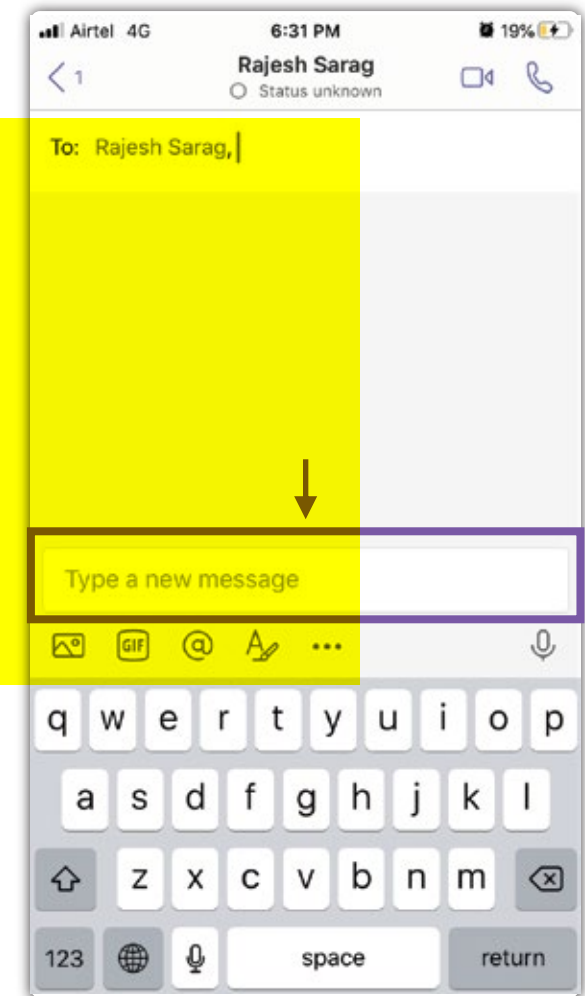 Airtel 4G 6:31 PM 19%
1 Rajesh Sarag
Status unknown
To: Rajesh Sarag,
Type a new message
GIF @ A
q w e r t y u i o p
a s d f g h j k l
z x c v b n m
123 space return